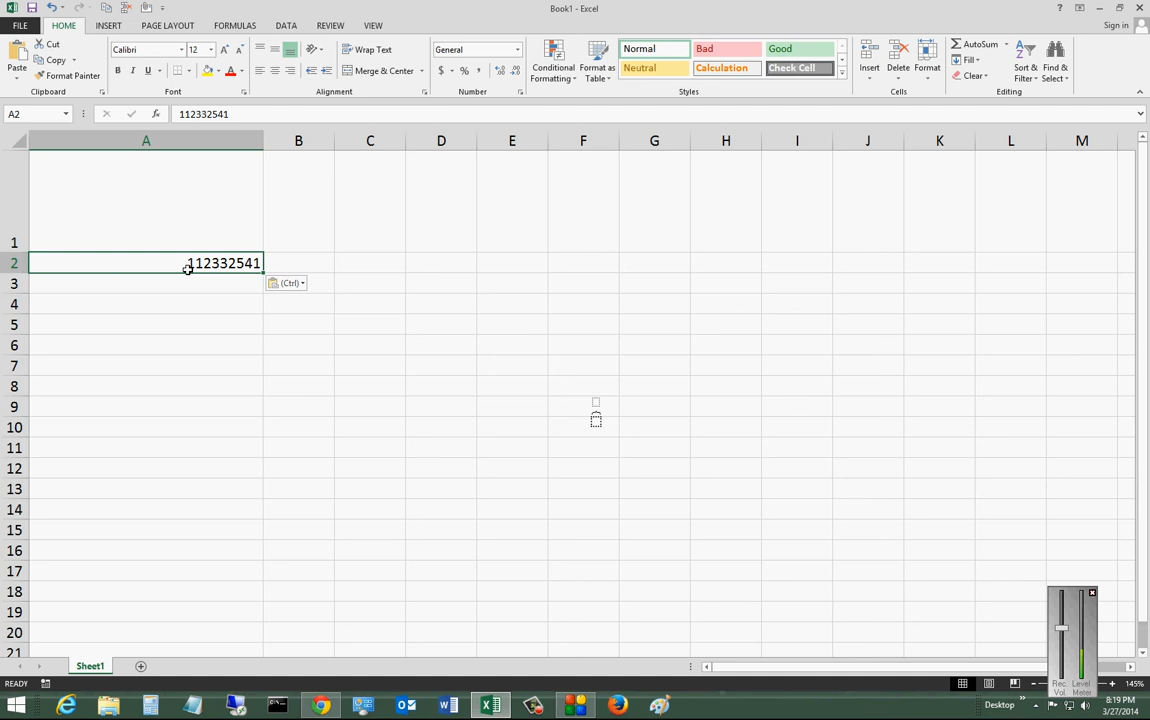 Book1 - Excel
FILE HOME INSERT PAGE LAYOUT FORMULAS DATA REVIEW VIEW Sign in
Paste Cut Copy Format Painter Clipboard
Calibri 12 B I U A Font
Wrap Text Merge & Center Alignment
General $ % , Number
Conditional Formatting Format as Table Normal Bad Good Neutral Calculation Check Cell Styles
Insert Delete Format Cells
AutoSum Fill Clear Sort & Filter Find & Select Editing
A2 fx 112332541
A B C D E F G H I J K L M
1
2 112332541
3 (Ctrl)
4
5
6
7
8
9
10
11
12
13
14
15
16
17
18
19
20
21
Sheet1
READY 145%
Rec. Vol Level Meter
Desktop 8:19 PM
3/27/2014